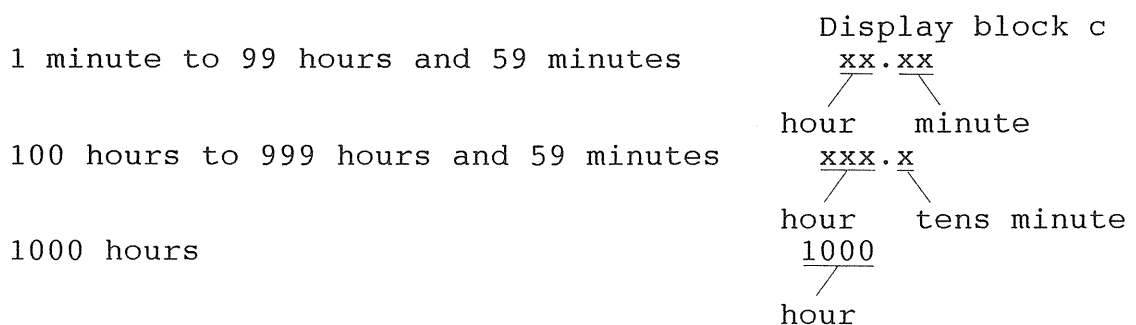 Display block c
1 minute to 99 hours and 59 minutes xx.xx
hour minute
100 hours to 999 hours and 59 minutes xxx.x
hour tens minute
1000 hours 1000
hour